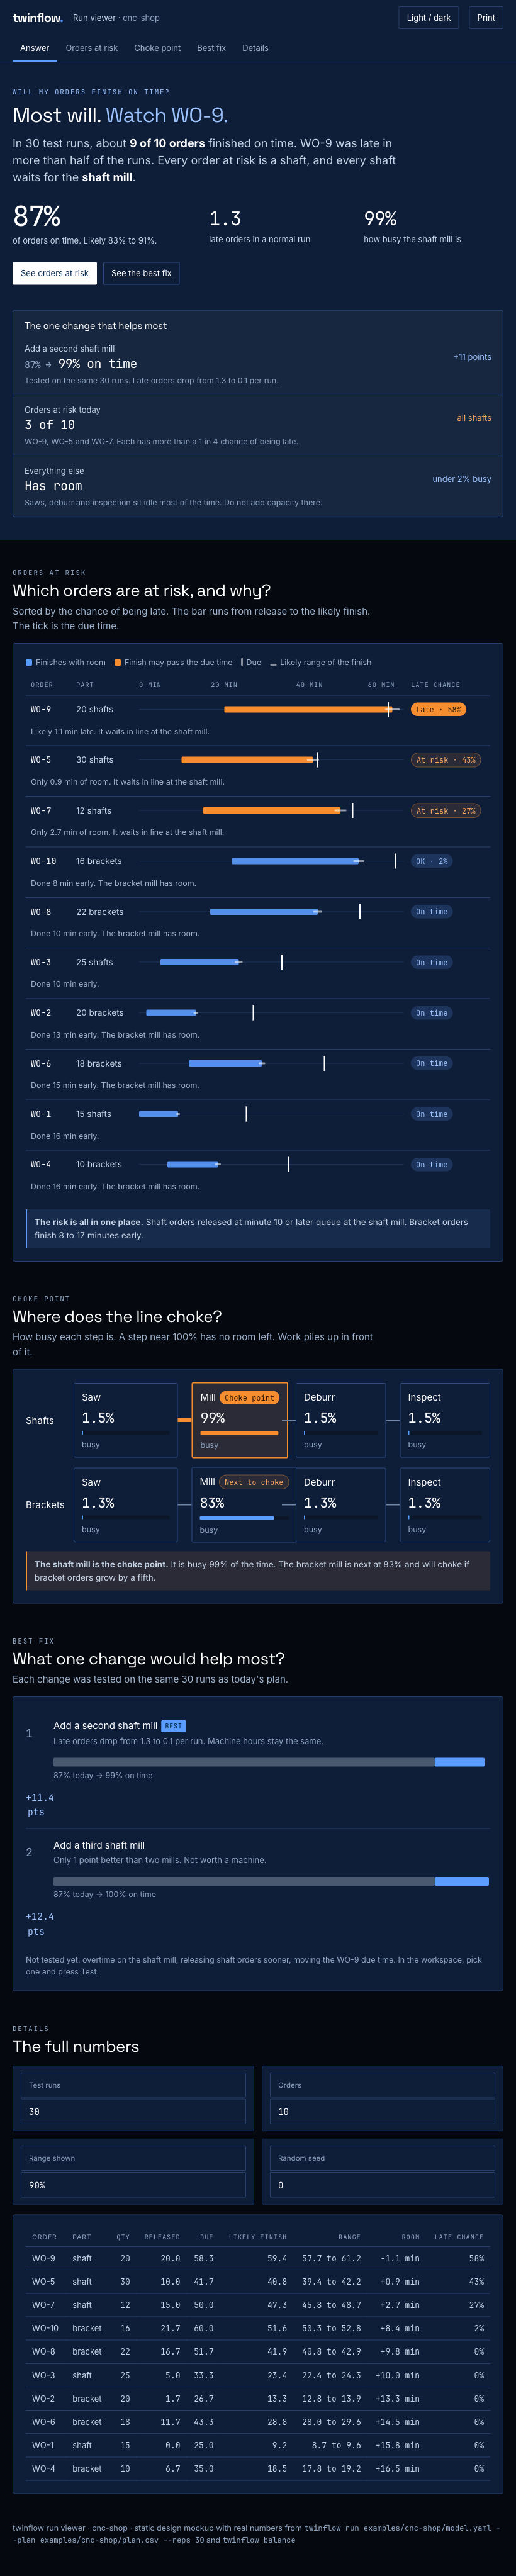 twinflow. Run viewer · cnc-shop Light / dark Print
Answer Orders at risk Choke point Best fix Details
WILL MY ORDERS FINISH ON TIME?
Most will. Watch WO-9.
In 30 test runs, about 9 of 10 orders finished on time. WO-9 was late in
more than half of the runs. Every order at risk is a shaft, and every shaft
waits for the shaft mill.
87% 1.3 99%
of orders on time. Likely 83% to 91%. late orders in a normal run how busy the shaft mill is
See orders at risk See the best fix
The one change that helps most
Add a second shaft mill
87% → 99% on time +11 points
Tested on the same 30 runs. Late orders drop from 1.3 to 0.1 per run.
Orders at risk today
3 of 10 all shafts
WO-9, WO-5 and WO-7. Each has more than a 1 in 4 chance of being late.
Everything else
Has room under 2% busy
Saws, deburr and inspection sit idle most of the time. Do not add capacity there.
ORDERS AT RISK
Which orders are at risk, and why?
Sorted by the chance of being late. The bar runs from release to the likely finish.
The tick is the due time.
Finishes with room Finish may pass the due time Due Likely range of the finish
ORDER PART 0 MIN 20 MIN 40 MIN 60 MIN LATE CHANCE
WO-9 20 shafts Late · 58%
Likely 1.1 min late. It waits in line at the shaft mill.
WO-5 30 shafts At risk · 43%
Only 0.9 min of room. It waits in line at the shaft mill.
WO-7 12 shafts At risk · 27%
Only 2.7 min of room. It waits in line at the shaft mill.
WO-10 16 brackets OK · 2%
Done 8 min early. The bracket mill has room.
WO-8 22 brackets On time
Done 10 min early. The bracket mill has room.
WO-3 25 shafts On time
Done 10 min early.
WO-2 20 brackets On time
Done 13 min early. The bracket mill has room.
WO-6 18 brackets On time
Done 15 min early. The bracket mill has room.
WO-1 15 shafts On time
Done 16 min early.
WO-4 10 brackets On time
Done 16 min early. The bracket mill has room.
The risk is all in one place. Shaft orders released at minute 10 or later queue at the shaft mill. Bracket orders
finish 8 to 17 minutes early.
CHOKE POINT
Where does the line choke?
How busy each step is. A step near 100% has no room left. Work piles up in front
of it.
Shafts
Saw 1.5% busy
Mill Choke point 99% busy
Deburr 1.5% busy
Inspect 1.5% busy
Brackets
Saw 1.3% busy
Mill Next to choke 83% busy
Deburr 1.3% busy
Inspect 1.3% busy
The shaft mill is the choke point. It is busy 99% of the time. The bracket mill is next at 83% and will choke if
bracket orders grow by a fifth.
BEST FIX
What one change would help most?
Each change was tested on the same 30 runs as today's plan.
1 Add a second shaft mill BEST
Late orders drop from 1.3 to 0.1 per run. Machine hours stay the same.
87% today → 99% on time
+11.4
pts
2 Add a third shaft mill
Only 1 point better than two mills. Not worth a machine.
87% today → 100% on time
+12.4
pts
Not tested yet: overtime on the shaft mill, releasing shaft orders sooner, moving the WO-9 due time. In the workspace, pick
one and press Test.
DETAILS
The full numbers
Test runs Orders
30 10
Range shown Random seed
90% 0
ORDER PART QTY RELEASED DUE LIKELY FINISH RANGE ROOM LATE CHANCE
WO-9 shaft 20 20.0 58.3 59.4 57.7 to 61.2 -1.1 min 58%
WO-5 shaft 30 10.0 41.7 40.8 39.4 to 42.2 +0.9 min 43%
WO-7 shaft 12 15.0 50.0 47.3 45.8 to 48.7 +2.7 min 27%
WO-10 bracket 16 21.7 60.0 51.6 50.3 to 52.8 +8.4 min 2%
WO-8 bracket 22 16.7 51.7 41.9 40.8 to 42.9 +9.8 min 0%
WO-3 shaft 25 5.0 33.3 23.4 22.4 to 24.3 +10.0 min 0%
WO-2 bracket 20 1.7 26.7 13.3 12.8 to 13.9 +13.3 min 0%
WO-6 bracket 18 11.7 43.3 28.8 28.0 to 29.6 +14.5 min 0%
WO-1 shaft 15 0.0 25.0 9.2 8.7 to 9.6 +15.8 min 0%
WO-4 bracket 10 6.7 35.0 18.5 17.8 to 19.2 +16.5 min 0%
twinflow run viewer · cnc-shop · static design mockup with real numbers from twinflow run examples/cnc-shop/model.yaml -
-plan examples/cnc-shop/plan.csv --reps 30 and twinflow balance